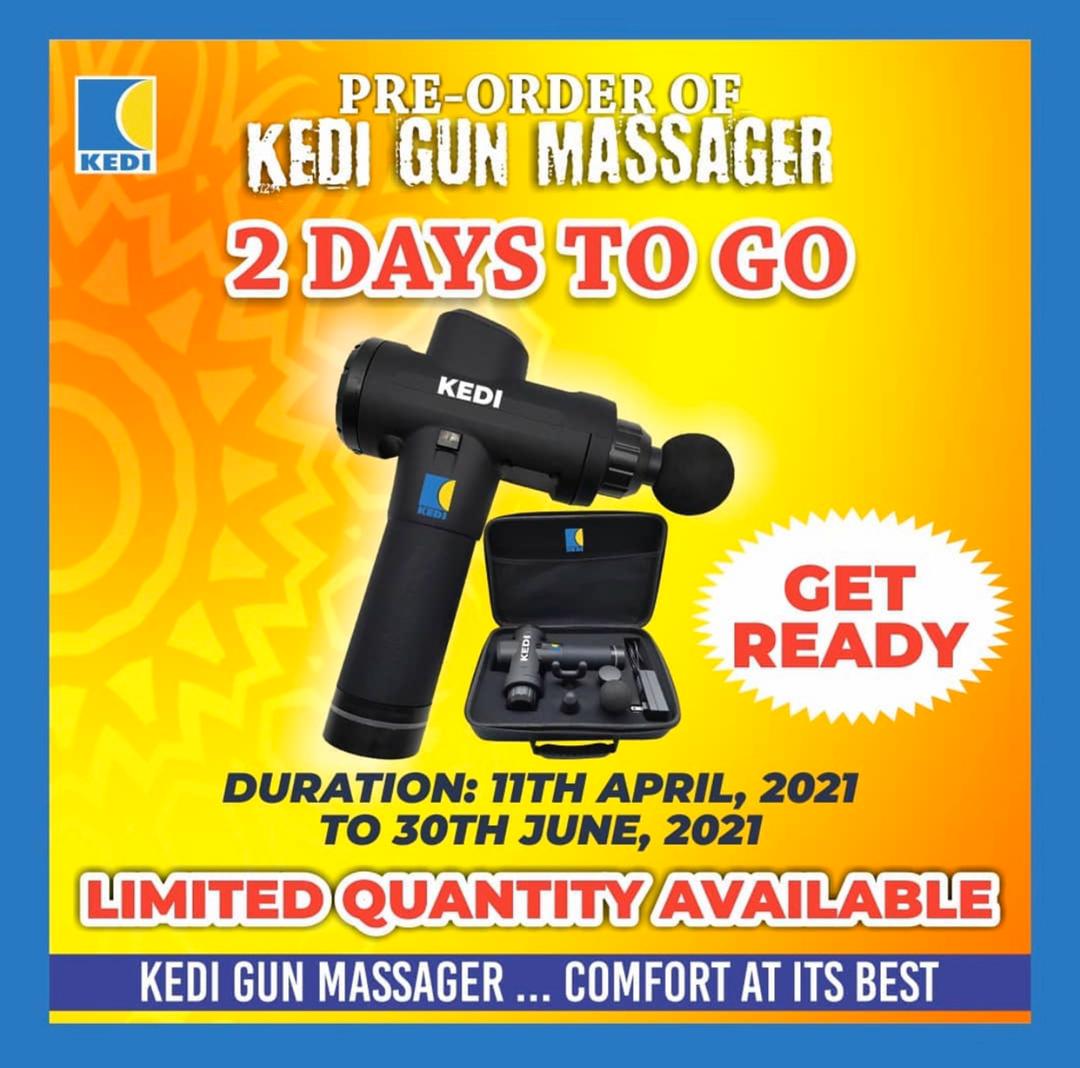 KEDI
PRE-ORDER OF
KEDI GUN MASSAGER
2 DAYS TO GO
KEDI
KEDI
KEDI
GET
READY
DURATION: 11TH APRIL, 2021
TO 30TH JUNE, 2021
LIMITED QUANTITY AVAILABLE
KEDI GUN MASSAGER ... COMFORT AT ITS BEST